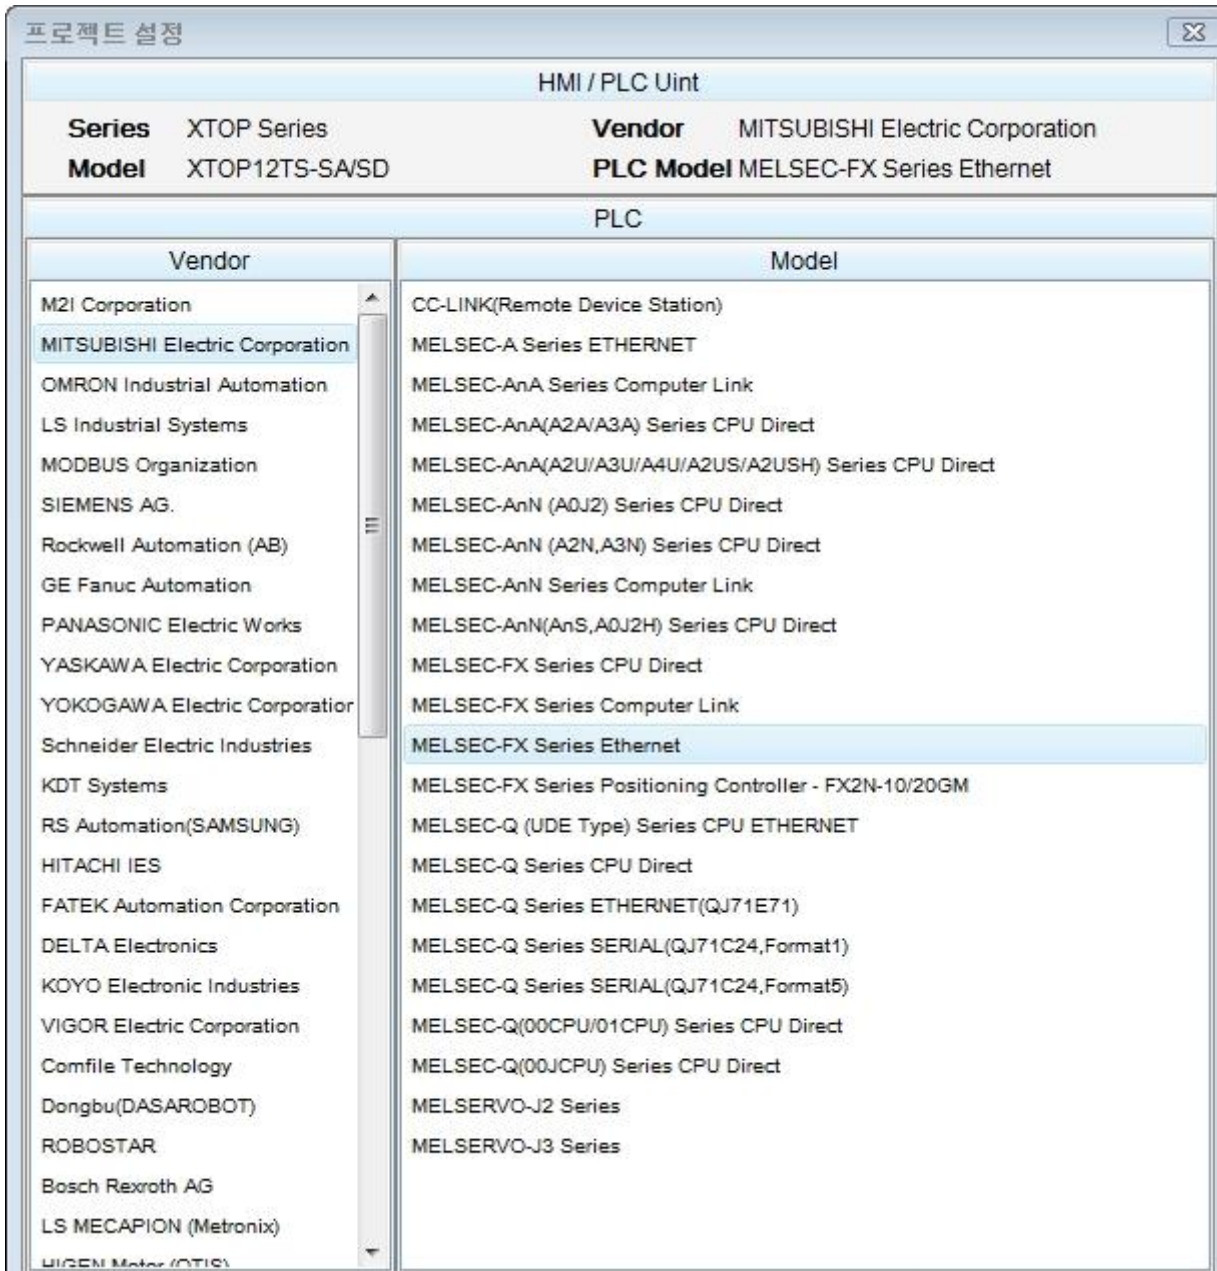 프로젝트 설정
HMI / PLC Uint
Series XTOP Series Vendor MITSUBISHI Electric Corporation
Model XTOP12TS-SA/SD PLC Model MELSEC-FX Series Ethernet
PLC
Vendor
M2I Corporation
MITSUBISHI Electric Corporation
OMRON Industrial Automation
LS Industrial Systems
MODBUS Organization
SIEMENS AG.
Rockwell Automation (AB)
GE Fanuc Automation
PANASONIC Electric Works
YASKAWA Electric Corporation
YOKOGAWA Electric Corporation
Schneider Electric Industries
KDT Systems
RS Automation(SAMSUNG)
HITACHI IES
FATEK Automation Corporation
DELTA Electronics
KOYO Electronic Industries
VIGOR Electric Corporation
Comfile Technology
Dongbu(DASAROBOT)
ROBOSTAR
Bosch Rexroth AG
LS MECAPION (Metronix)
HIGEN Motor (OTIS)
Model
CC-LINK(Remote Device Station)
MELSEC-A Series ETHERNET
MELSEC-AnA Series Computer Link
MELSEC-AnA(A2A/A3A) Series CPU Direct
MELSEC-AnA(A2U/A3U/A4U/A2US/A2USH) Series CPU Direct
MELSEC-AnN (A0J2) Series CPU Direct
MELSEC-AnN (A2N,A3N) Series CPU Direct
MELSEC-AnN Series Computer Link
MELSEC-AnN(AnS,A0J2H) Series CPU Direct
MELSEC-FX Series CPU Direct
MELSEC-FX Series Computer Link
MELSEC-FX Series Ethernet
MELSEC-FX Series Positioning Controller - FX2N-10/20GM
MELSEC-Q (UDE Type) Series CPU ETHERNET
MELSEC-Q Series CPU Direct
MELSEC-Q Series ETHERNET(QJ71E71)
MELSEC-Q Series SERIAL(QJ71C24,Format1)
MELSEC-Q Series SERIAL(QJ71C24,Format5)
MELSEC-Q(00CPU/01CPU) Series CPU Direct
MELSEC-Q(00JCPU) Series CPU Direct
MELSERVO-J2 Series
MELSERVO-J3 Series